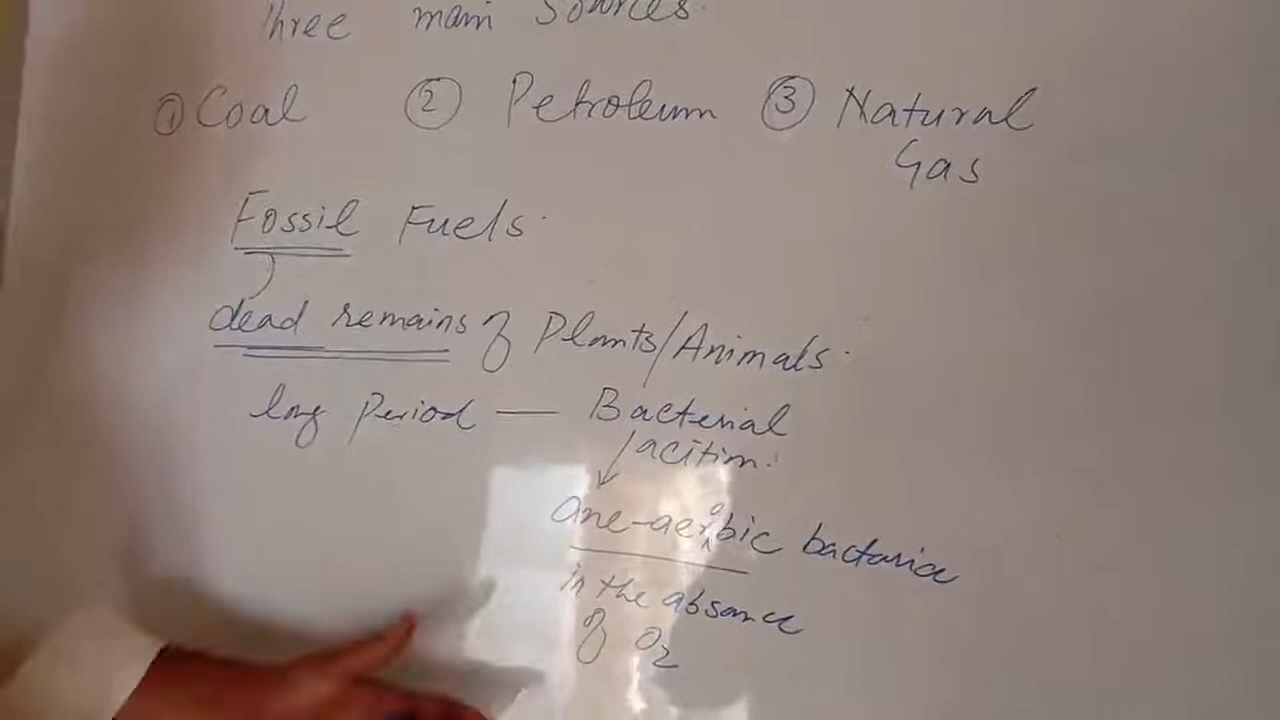 Three main Sources.
① Coal ② Petroleum ③ Natural
Gas
Fossil Fuels.
dead remains of Plants/Animals.
long Period — Bacterial
acition.
ane-aerobic bacteria
in the absance
of O2